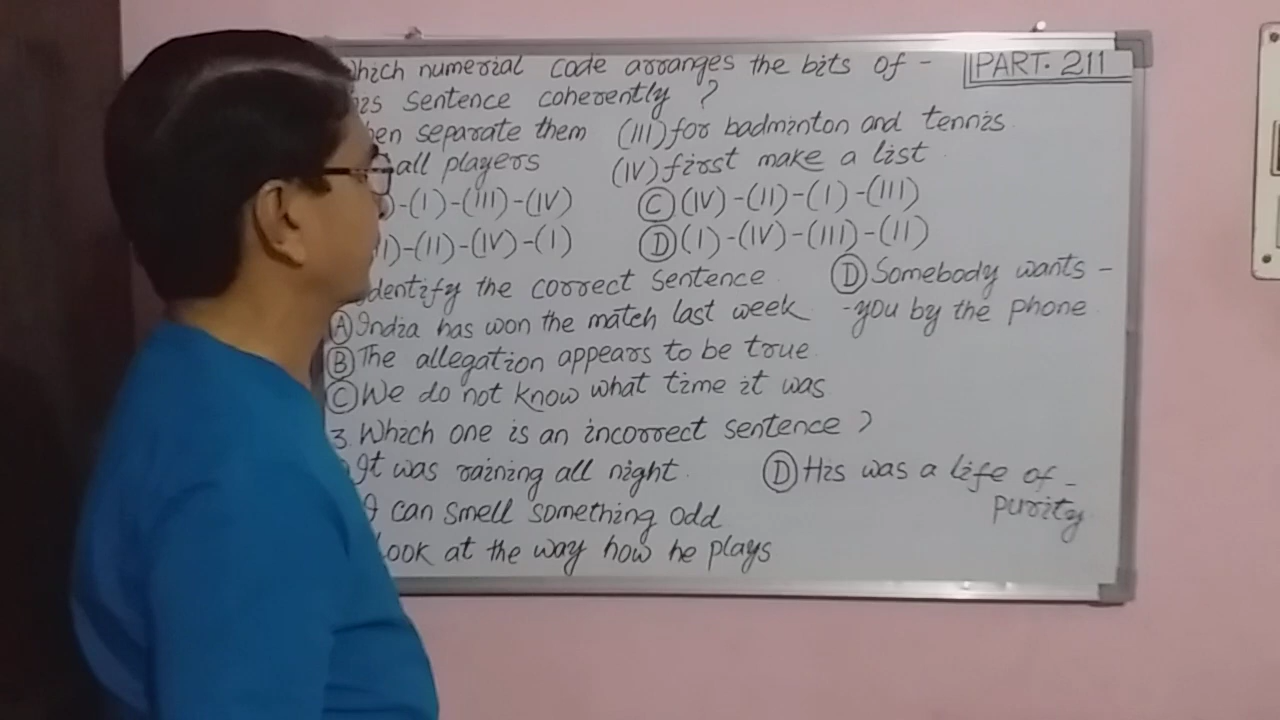 which numerical code arranges the bits of -
sentence coherently ?
PART. 211
separate them (III) for badminton and tennis
all players (IV) first make a list
-(I)-(III)-(IV) (C) (IV)-(II)-(I)-(III)
-(II)-(IV)-(I) (D) (I)-(IV)-(III)-(II)
Identify the correct sentence
(A) India has won the match last week
(B) The allegation appears to be true
(C) We do not know what time it was
(D) Somebody wants -
-you by the phone
3. Which one is an incorrect sentence ?
It was raining all night
I can smell something odd
Look at the way how he plays
(D) His was a life of -
purity